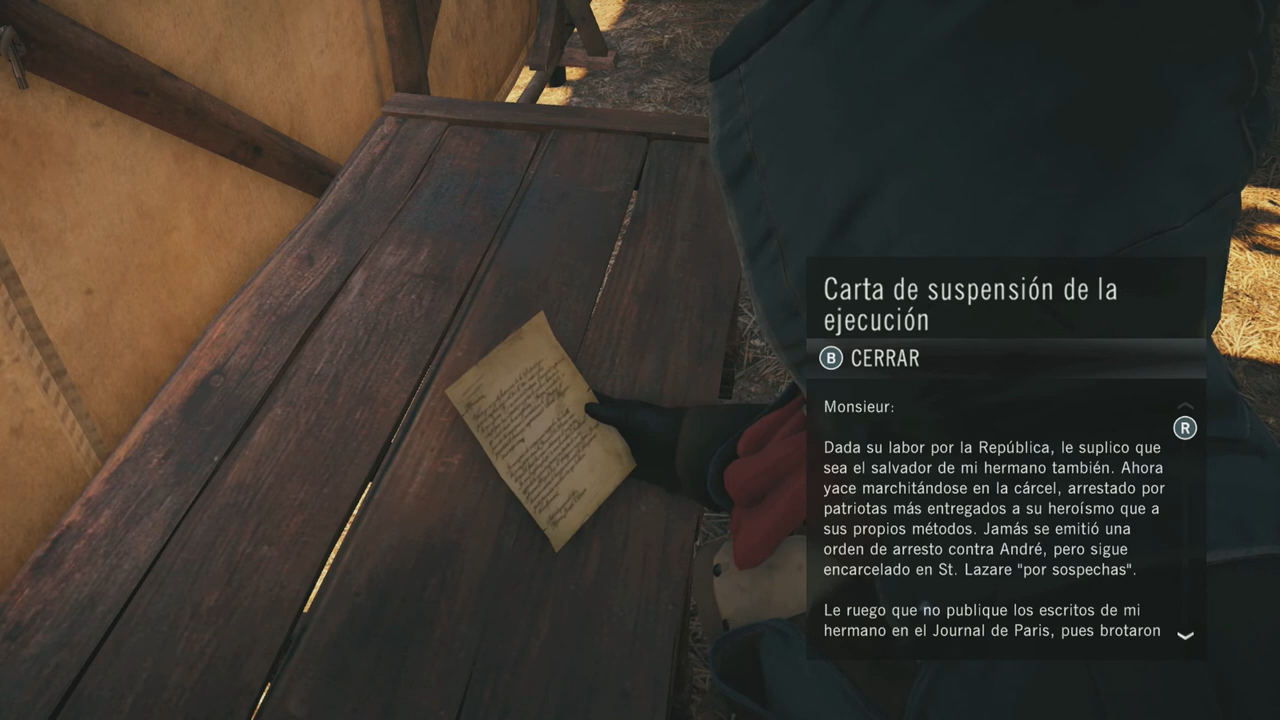 Carta de suspensión de la
ejecución
B CERRAR
Monsieur:
R
Dada su labor por la República, le suplico que
sea el salvador de mi hermano también. Ahora
yace marchitándose en la cárcel, arrestado por
patriotas más entregados a su heroísmo que a
sus propios métodos. Jamás se emitió una
orden de arresto contra André, pero sigue
encarcelado en St. Lazare "por sospechas".
Le ruego que no publique los escritos de mi
hermano en el Journal de Paris, pues brotaron